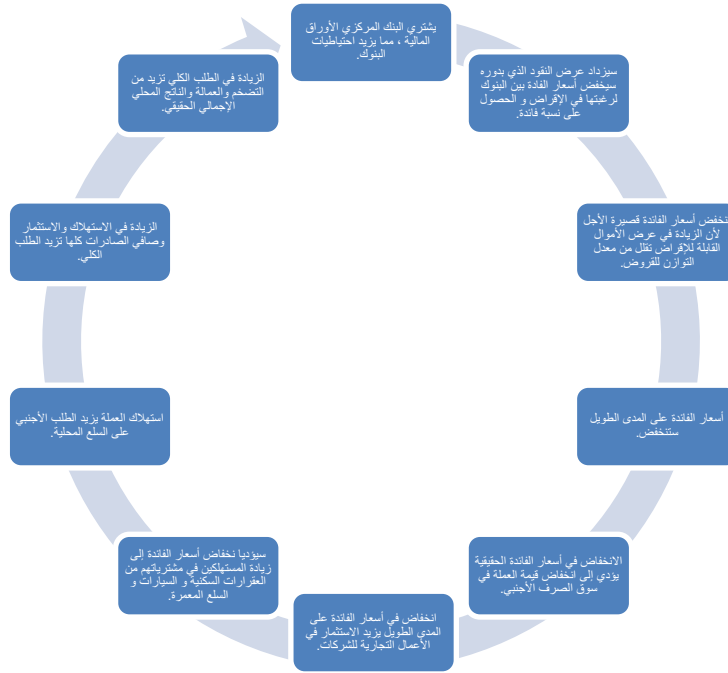 يشتري البنك المركزي الأوراق
المالية ، مما يزيد احتياطيات
البنوك.
سيزداد عرض النقود الذي بدوره
سيخفض أسعار الفادة بين البنوك
لرغبتها في الإقراض و الحصول
على نسبة فائدة.
نخفض أسعار الفائدة قصيرة الأجل
لأن الزيادة في عرض الأموال
القابلة للإقراض تقلل من معدل
التوازن للقروض.
أسعار الفائدة على المدى الطويل
ستنخفض.
الانخفاض في أسعار الفائدة الحقيقية
يؤدي إلى انخفاض قيمة العملة في
سوق الصرف الأجنبي.
انخفاض في أسعار الفائدة على
المدى الطويل يزيد الاستثمار في
الأعمال التجارية للشركات.
سيؤديا نخفاض أسعار الفائدة إلى
زيادة المستهلكين في مشترياتهم من
العقرارات السكنية و السيارات و
السلع المعمرة.
استهلاك العملة يزيد الطلب الأجنبي
على السلع المحلية.
الزيادة في الاستهلاك والاستثمار
وصافي الصادرات كلها تزيد الطلب
الكلي.
الزيادة في الطلب الكلي تزيد من
التضخم والعمالة والناتج المحلي
الإجمالي الحقيقي.